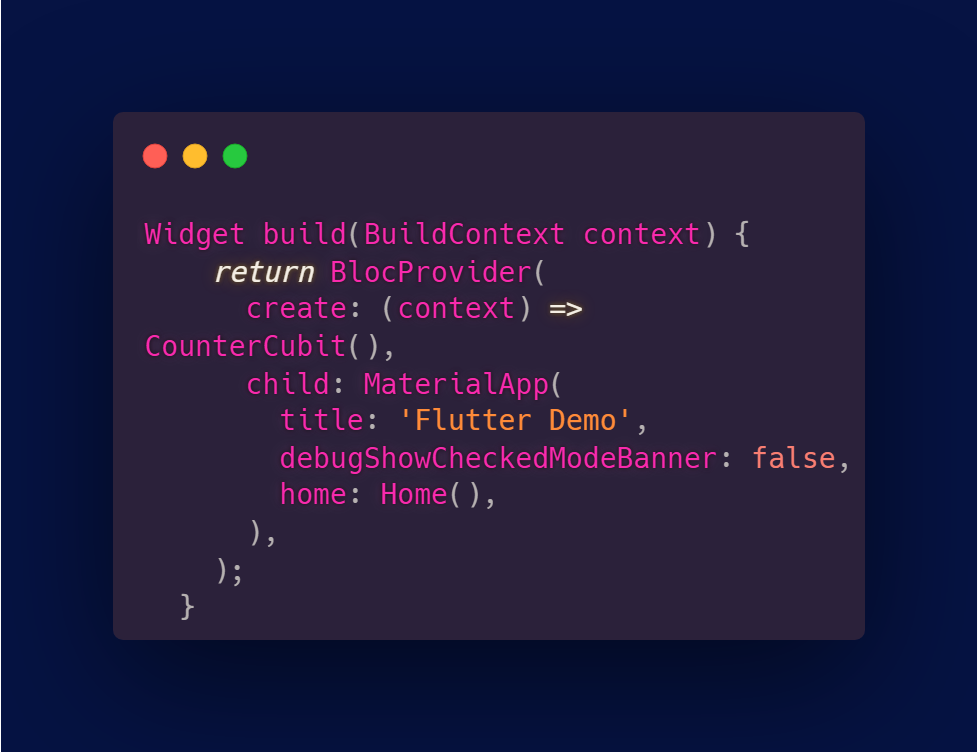 Widget build(BuildContext context) {
    return BlocProvider(
      create: (context) =>
CounterCubit(),
      child: MaterialApp(
        title: 'Flutter Demo',
        debugShowCheckedModeBanner: false,
        home: Home(),
      ),
    );
  }